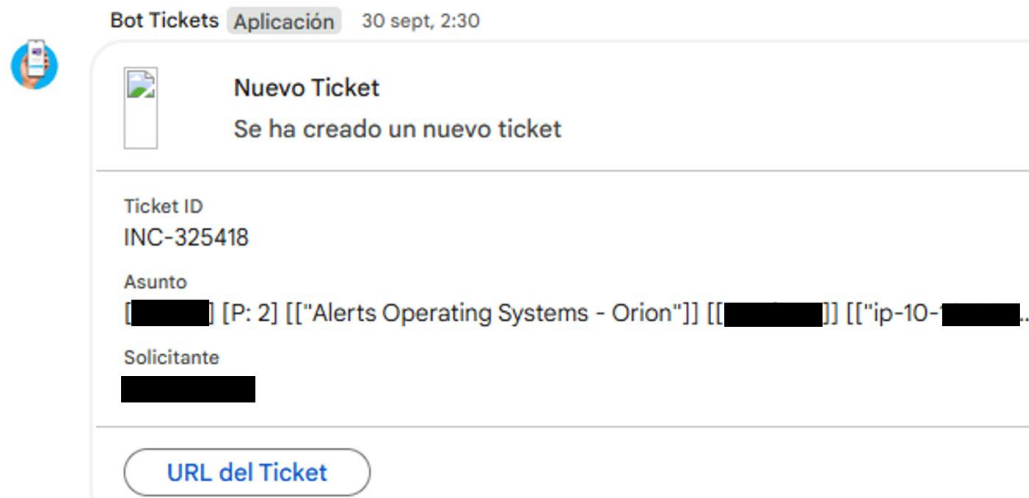 Bot Tickets Aplicación 30 sept, 2:30
Nuevo Ticket
Se ha creado un nuevo ticket
Ticket ID
INC-325418
Asunto
[ ] [P: 2] [["Alerts Operating Systems - Orion"]] [[ ]] [["ip-10- ...
Solicitante
URL del Ticket